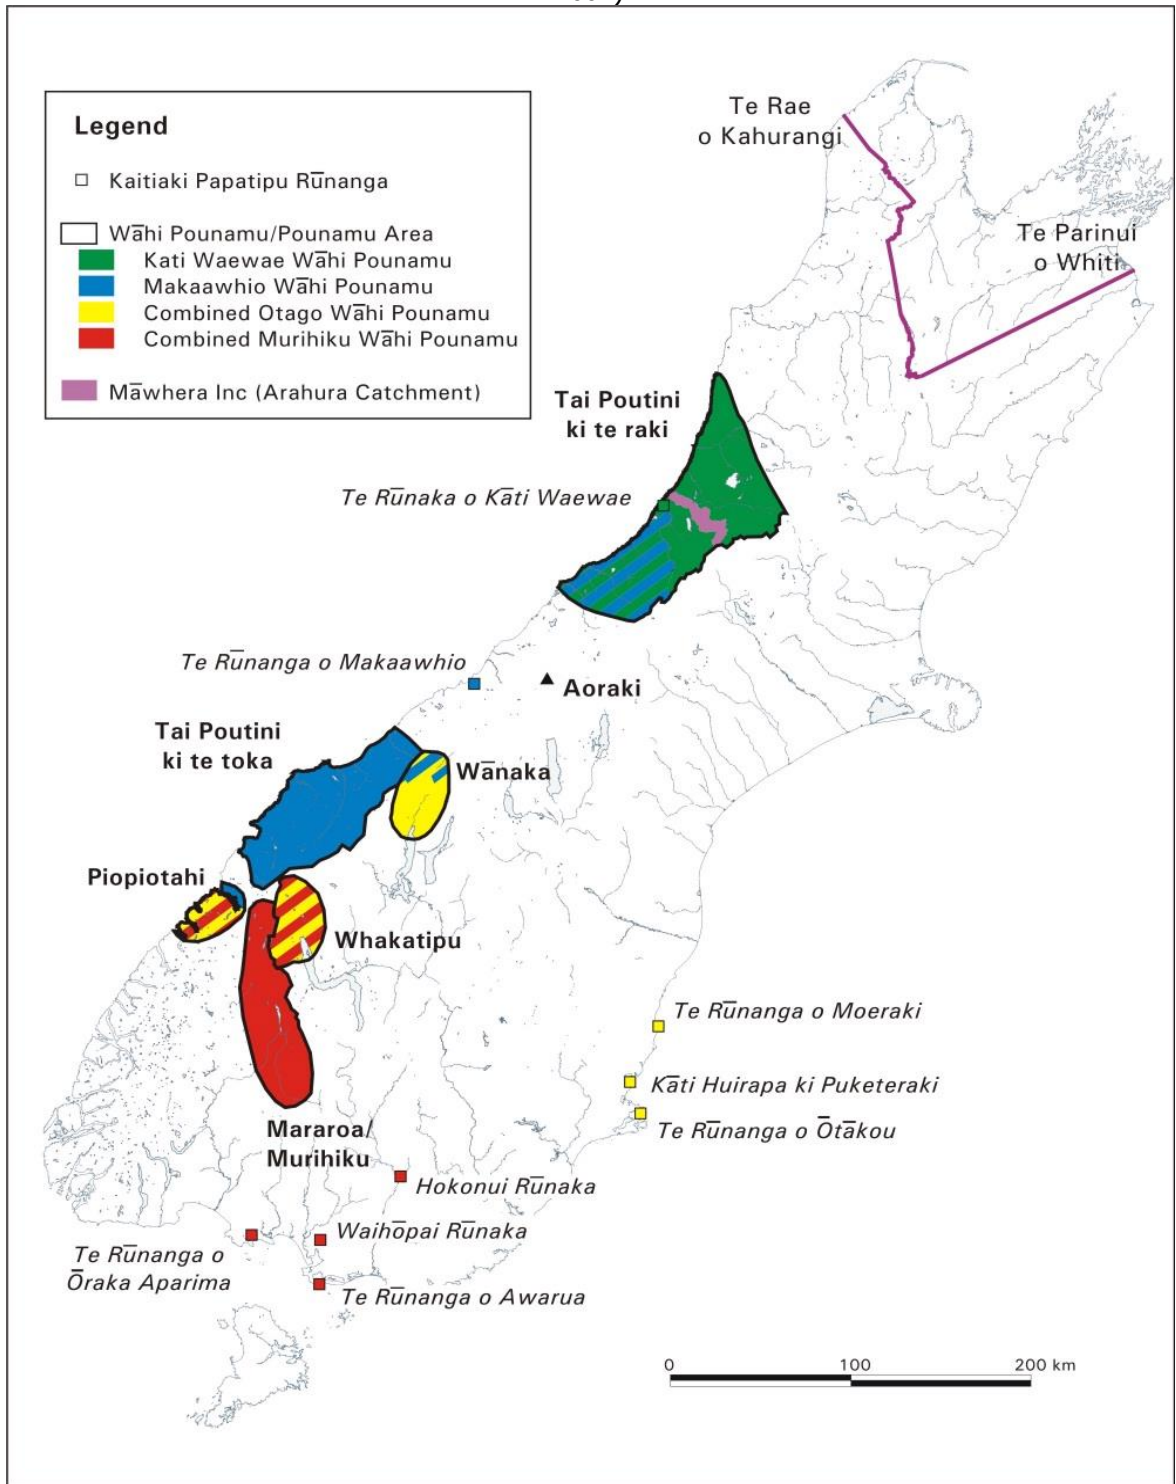 Legend
Kaitiaki Papatipu Rūnanga
Wāhi Pounamu/Pounamu Area
Kati Waewae Wāhi Pounamu
Makaawhio Wāhi Pounamu
Combined Otago Wāhi Pounamu
Combined Murihiku Wāhi Pounamu
Māwhera Inc (Arahura Catchment)
Te Rae
o Kahurangi
Te Parinui
o Whiti
Tai Poutini
ki te raki
Te Rūnaka o Kāti Waewae
Te Rūnanga o Makaawhio
Aoraki
Tai Poutini
ki te toka
Wānaka
Piopiotahi
Whakatipu
Te Rūnanga o Moeraki
Kāti Huirapa ki Puketeraki
Te Rūnanga o Ōtākou
Mararoa/
Murihiku
Hokonui Rūnaka
Waihōpai Rūnaka
Te Rūnanga o
Ōraka Aparima
Te Rūnanga o Awarua
0 100 200 km